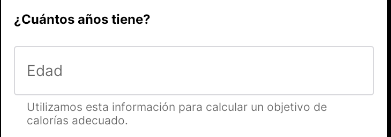 ¿Cuántos años tiene?
Edad
Utilizamos esta información para calcular un objetivo de
calorías adecuado.